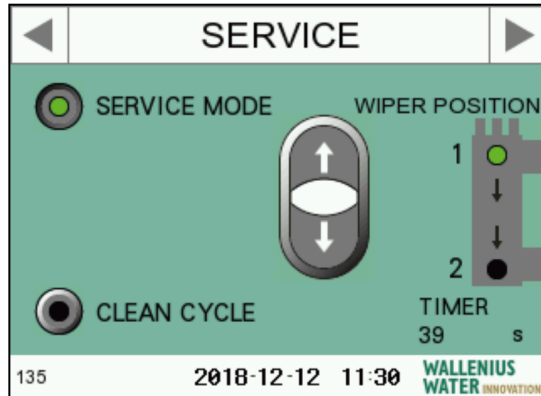 SERVICE
SERVICE MODE
WIPER POSITION
1
2
CLEAN CYCLE
TIMER
39 s
135
2018-12-12 11:30
WALLENIUS
WATER INNOVATION